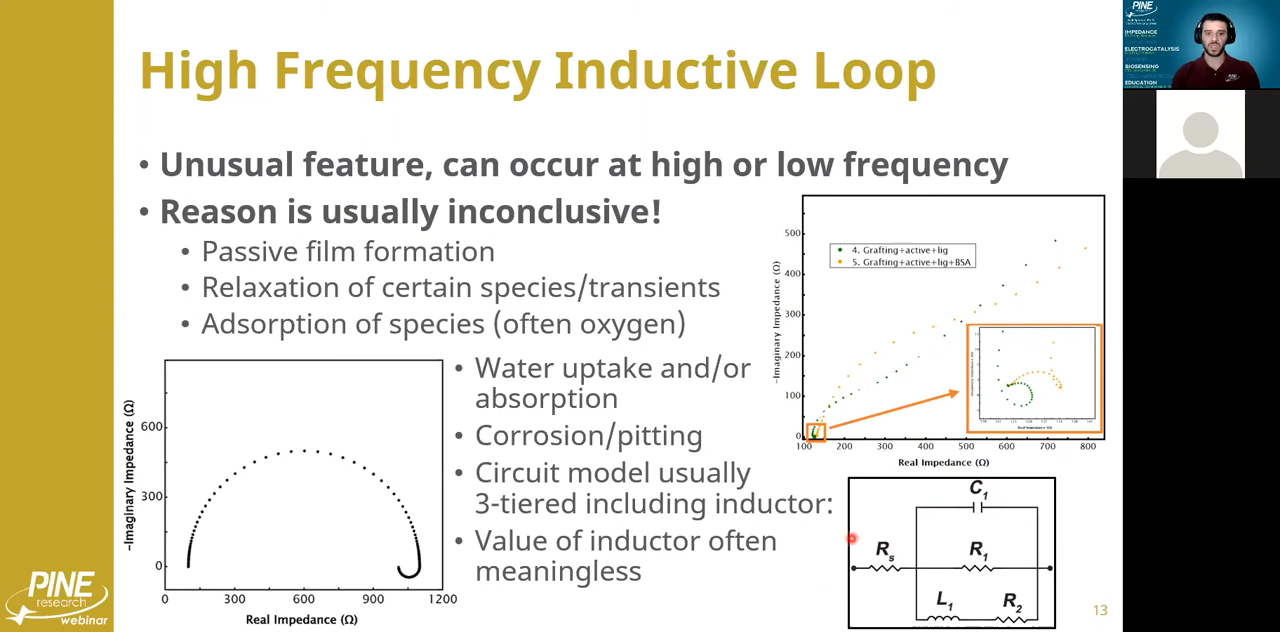 High Frequency Inductive Loop
• Unusual feature, can occur at high or low frequency
• Reason is usually inconclusive!
• Passive film formation
• Relaxation of certain species/transients
• Adsorption of species (often oxygen)
• Water uptake and/or
absorption
• Corrosion/pitting
• Circuit model usually
3-tiered including inductor:
• Value of inductor often
meaningless
−Imaginary Impedance (Ω)
600
300
0
0 300 600 900 1200
Real Impedance (Ω)
−Imaginary Impedance (Ω)
500
400
300
200
100
0
4. Grafting+active+lig
5. Grafting+active+lig+BSA
100 200 300 400 500 600 700 800
Real Impedance (Ω)
C1
Rs
R1
L1
R2
13
PINE
research
webinar
PINE
IMPEDANCE
ELECTROCATALYSIS
BIOSENSING
EDUCATION